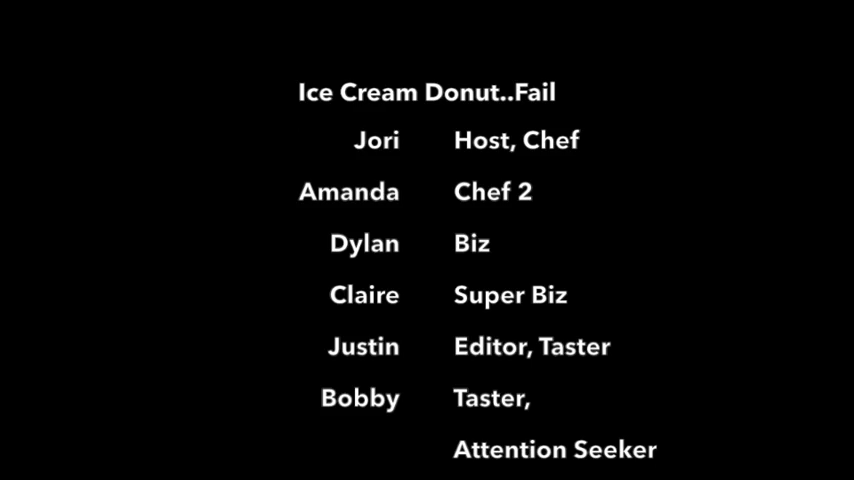 Ice Cream Donut..Fail
Jori Host, Chef
Amanda Chef 2
Dylan Biz
Claire Super Biz
Justin Editor, Taster
Bobby Taster,
Attention Seeker